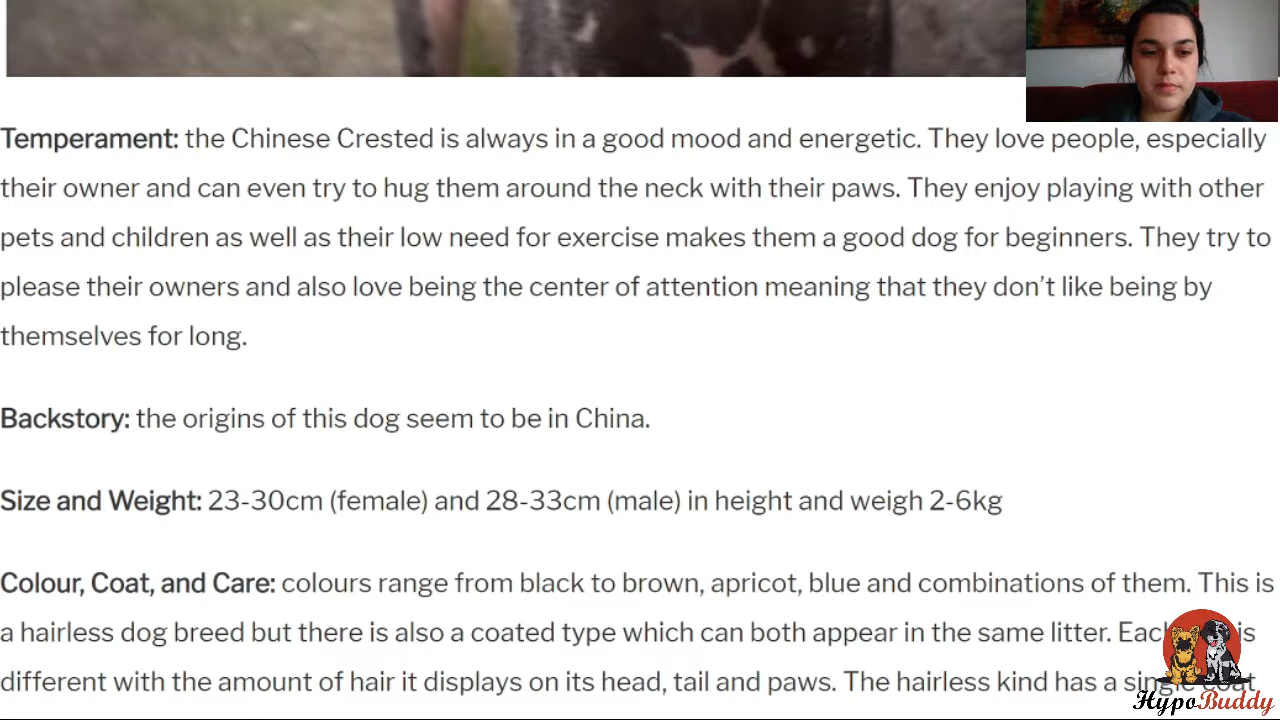 Temperament: the Chinese Crested is always in a good mood and energetic. They love people, especially
their owner and can even try to hug them around the neck with their paws. They enjoy playing with other
pets and children as well as their low need for exercise makes them a good dog for beginners. They try to
please their owners and also love being the center of attention meaning that they don’t like being by
themselves for long.
Backstory: the origins of this dog seem to be in China.
Size and Weight: 23-30cm (female) and 28-33cm (male) in height and weigh 2-6kg
Colour, Coat, and Care: colours range from black to brown, apricot, blue and combinations of them. This is
a hairless dog breed but there is also a coated type which can both appear in the same litter. is
different with the amount of hair it displays on its head, tail and paws. The hairless kind has a single coat
HypoBuddy